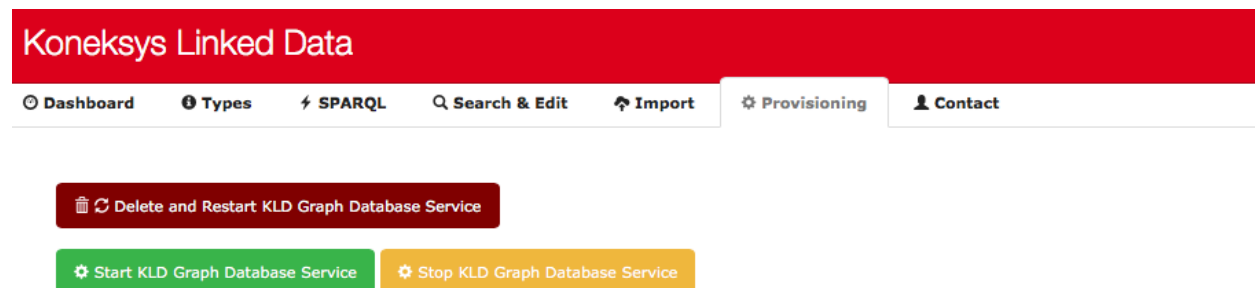 Koneksys Linked Data
Dashboard Types SPARQL Search & Edit Import Provisioning Contact
Delete and Restart KLD Graph Database Service
Start KLD Graph Database Service Stop KLD Graph Database Service